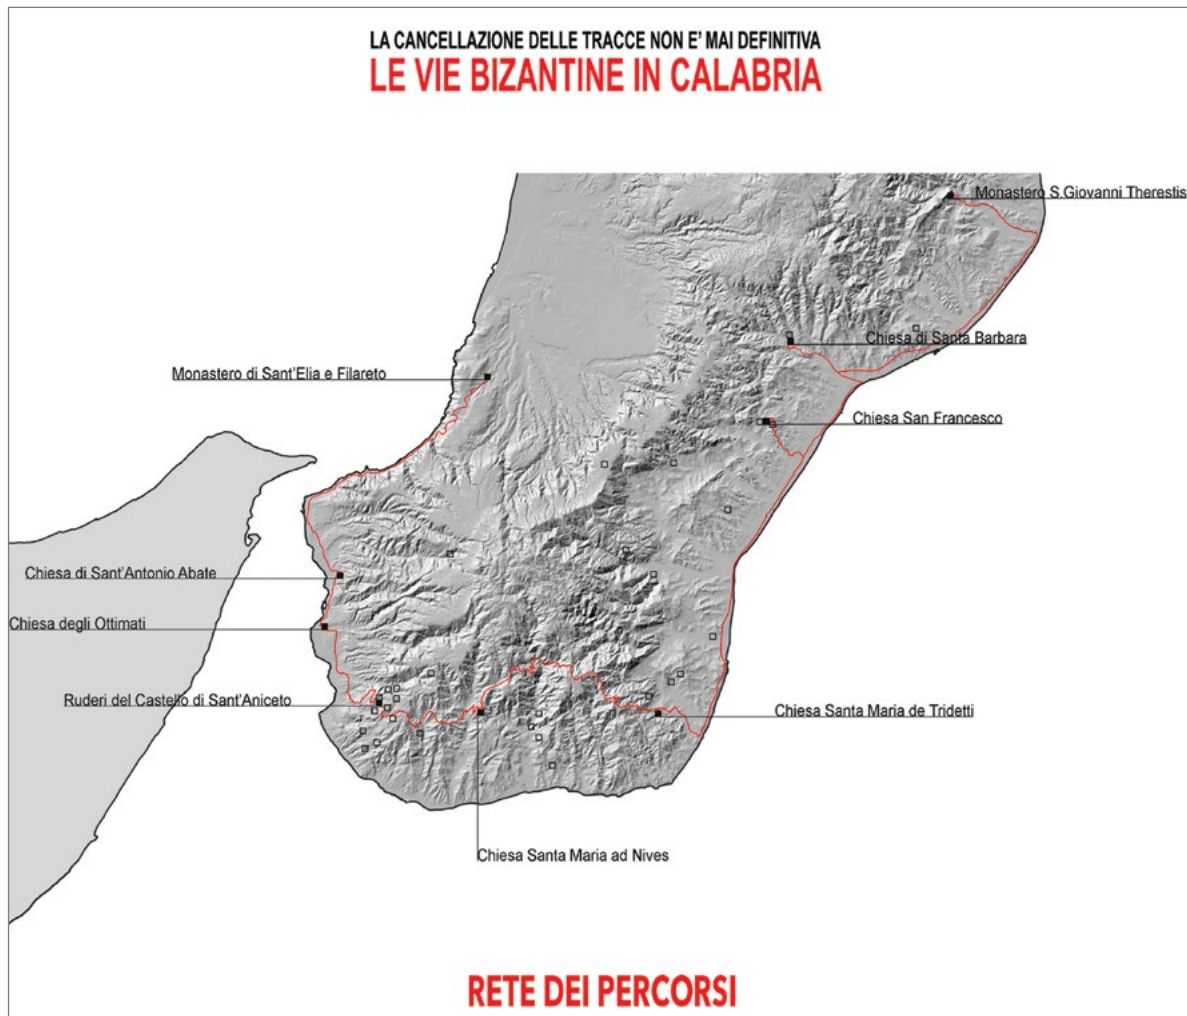 LA CANCELLAZIONE DELLE TRACCE NON E' MAI DEFINITIVA
LE VIE BIZANTINE IN CALABRIA
Monastero S.Giovanni Therestis
Chiesa di Santa Barbara
Monastero di Sant'Elia e Filareto
Chiesa San Francesco
Chiesa di Sant'Antonio Abate
Chiesa degli Ottimati
Ruderi del Castello di Sant'Aniceto
Chiesa Santa Maria de Tridetti
Chiesa Santa Maria ad Nives
RETE DEI PERCORSI